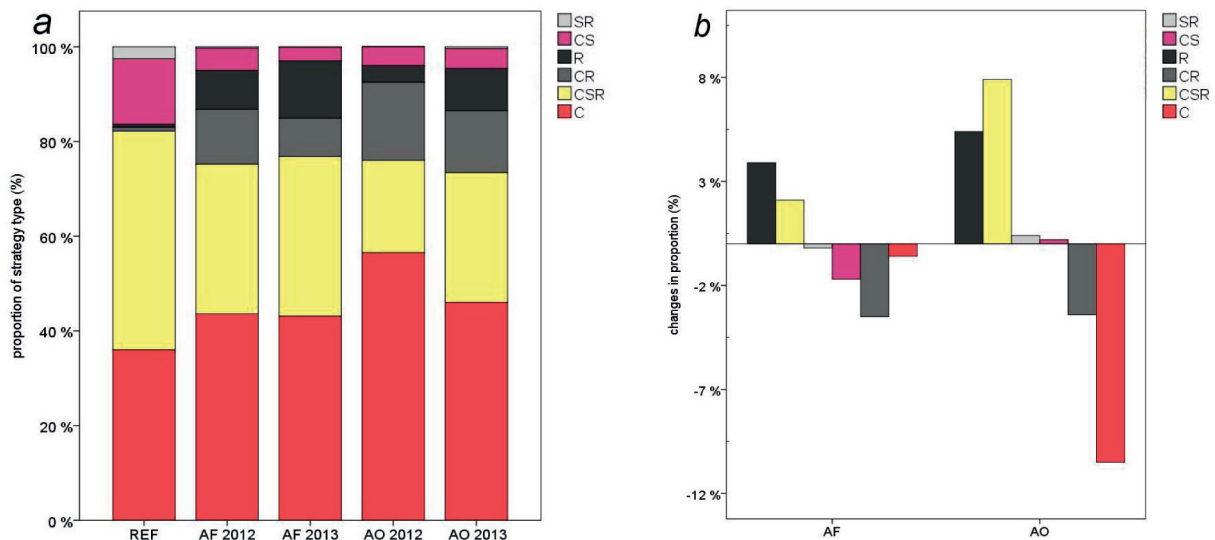 a
SR
CS
R
CR
CSR
C
100 %
80 %
60 %
40 %
20 %
0 %
proportion of strategy type (%)
REF
AF 2012
AF 2013
AO 2012
AO 2013
b
SR
CS
R
CR
CSR
C
8 %
3 %
-2 %
-7 %
-12 %
changes in proportion (%)
AF
AO